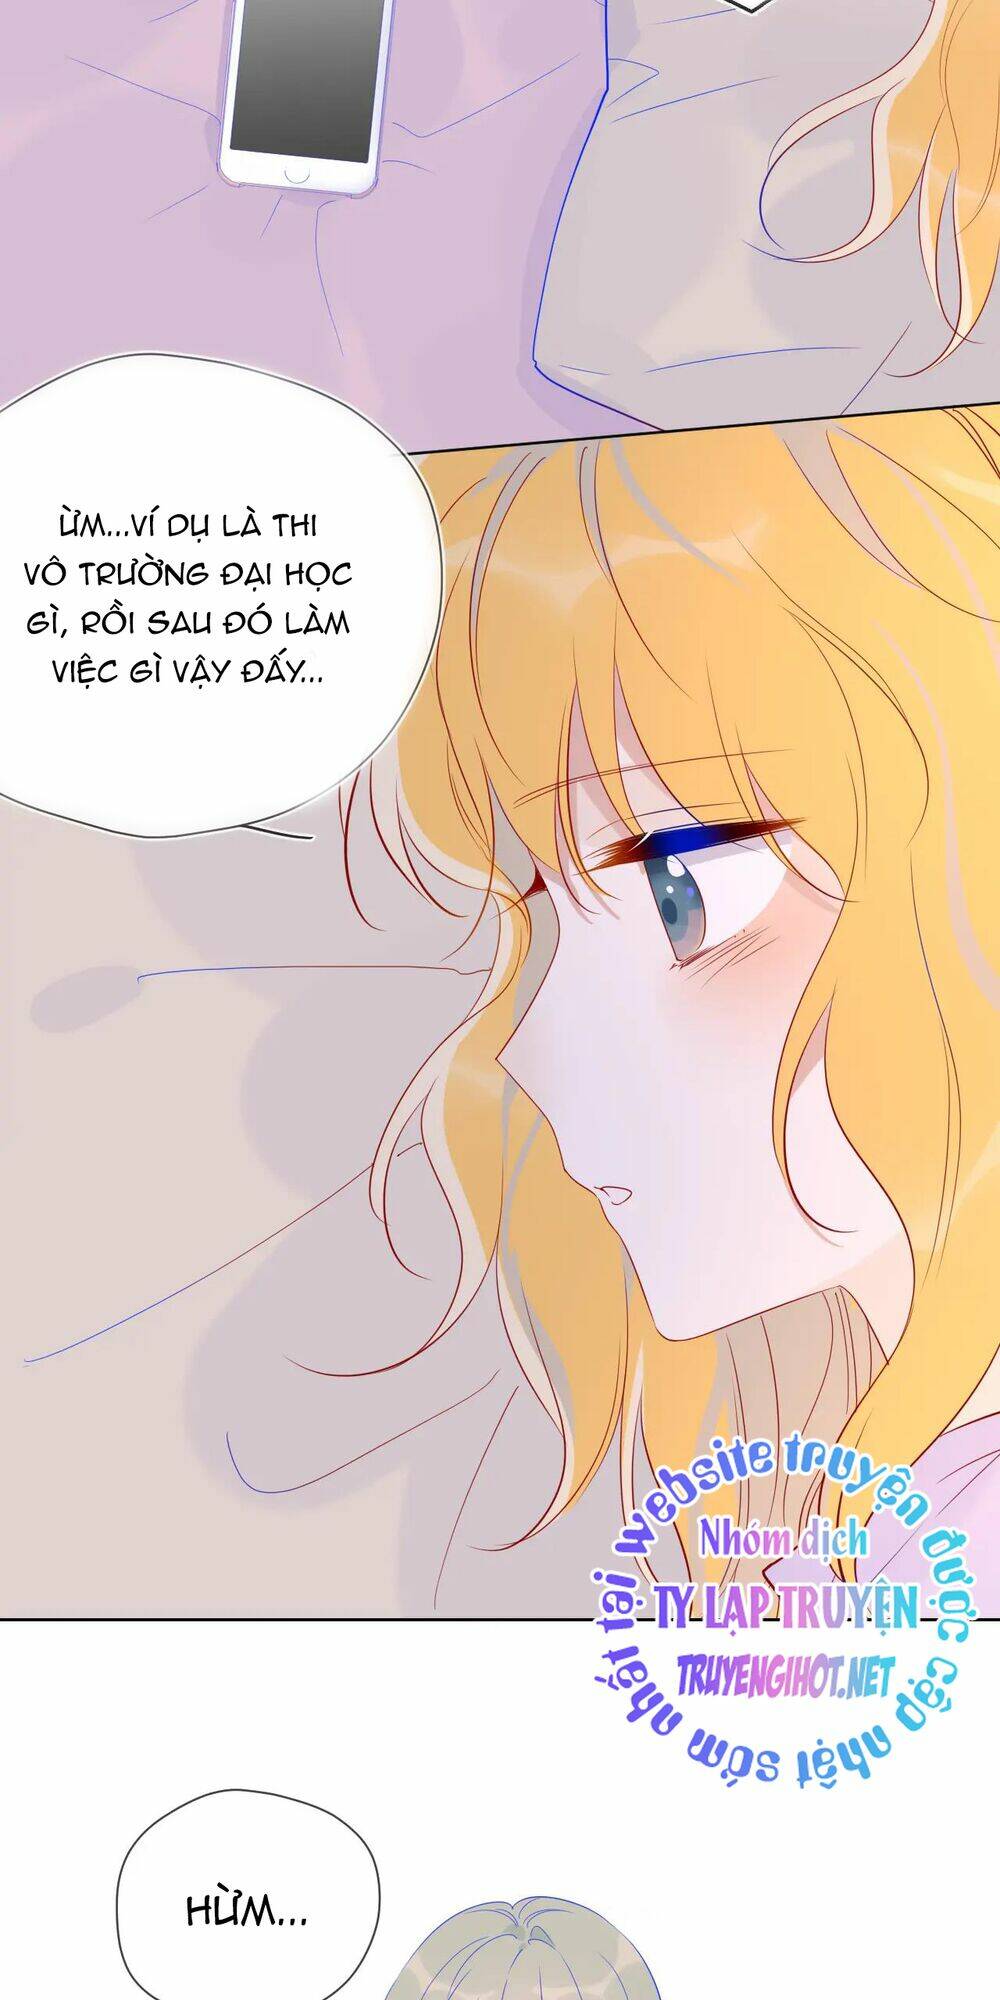 ỪM...VÍ DỤ LÀ THI
VÔ TRƯỜNG ĐẠI HỌC
GÌ, RỒI SAU ĐÓ LÀM
VIỆC GÌ VẬY ĐẤY...
website truyện được cập nhật sớm nhất tại
Nhóm dịch
TY LẠP TRUYỆN
TRUYENGIHOT.NET
HỪM...